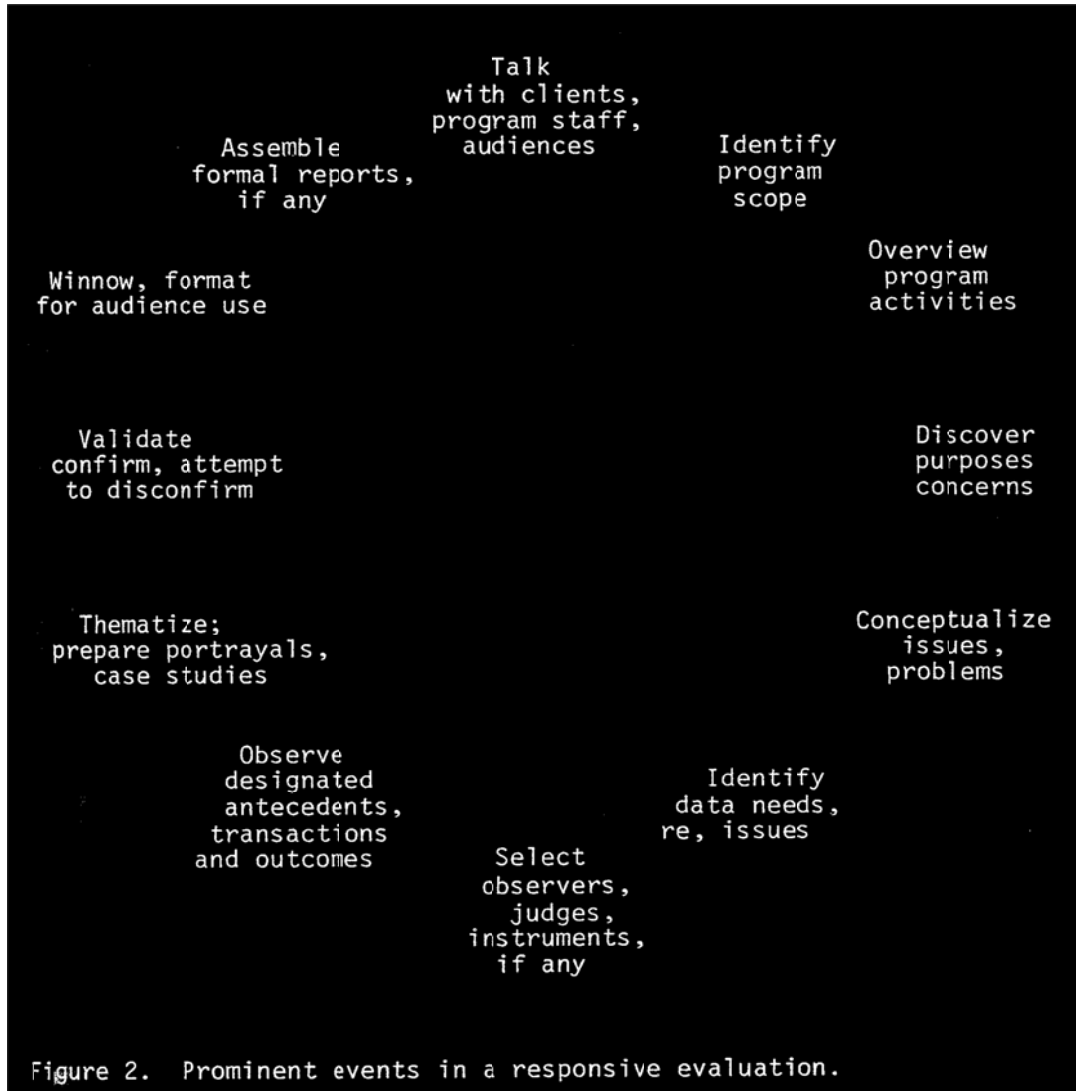 Talk
with clients,
program staff,
audiences
Identify
program
scope
Overview
program
activities
Discover
purposes
concerns
Conceptualize
issues,
problems
Identify
data needs,
re, issues
Select
observers,
judges,
instruments,
if any
Observe
designated
antecedents,
transactions
and outcomes
Thematize;
prepare portrayals,
case studies
Validate
confirm, attempt
to disconfirm
Winnow, format
for audience use
Assemble
formal reports,
if any
Figure 2. Prominent events in a responsive evaluation.